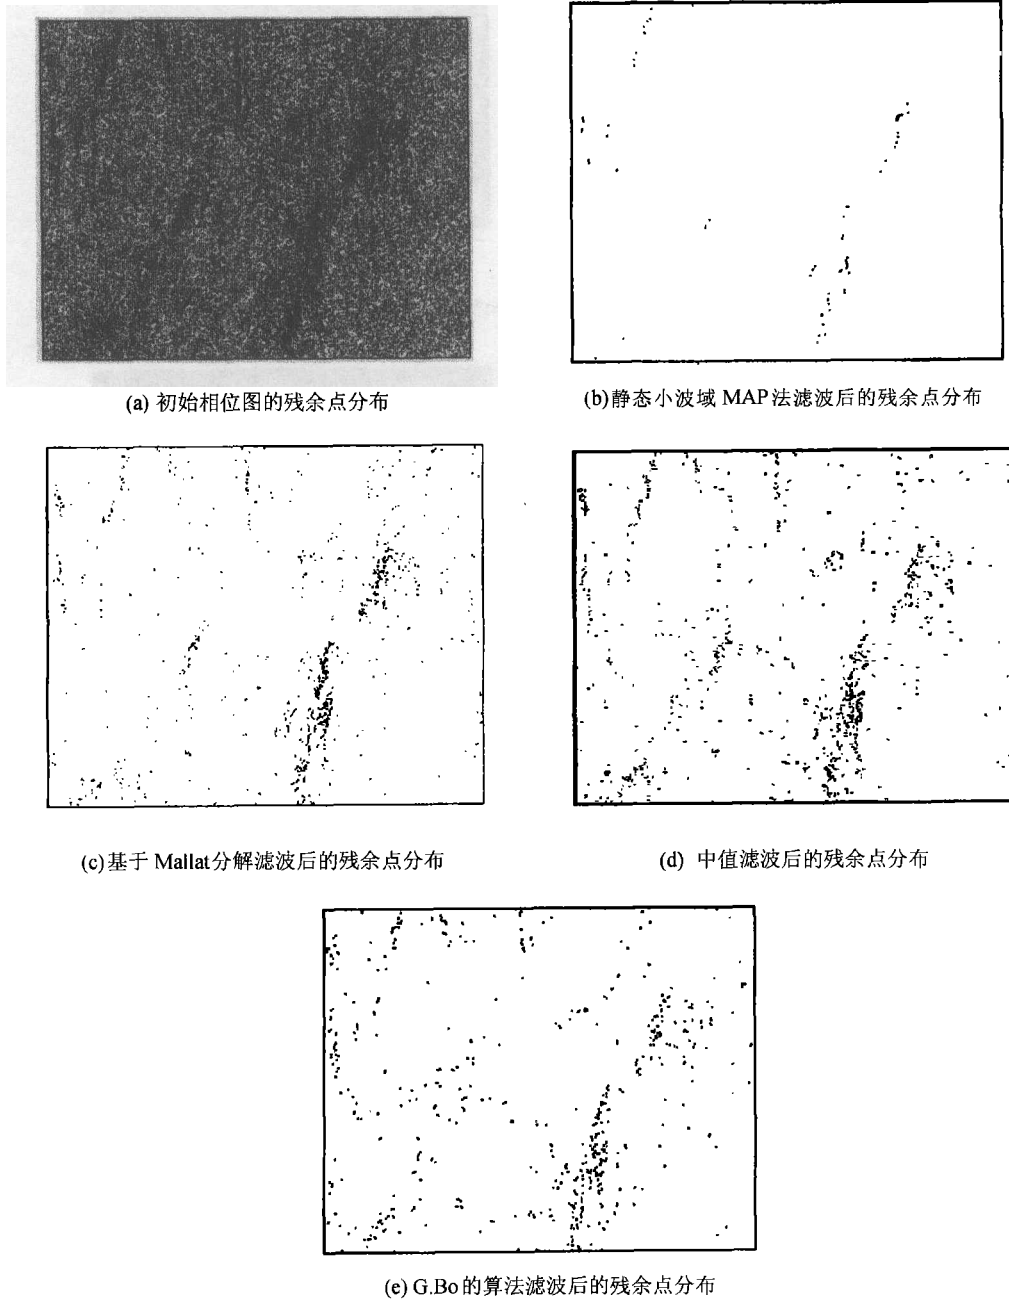 (a) 初始相位图的残余点分布
(b)静态小波域 MAP法滤波后的残余点分布
(c)基于 Mallat分解滤波后的残余点分布
(d) 中值滤波后的残余点分布
(e) G.Bo的算法滤波后的残余点分布